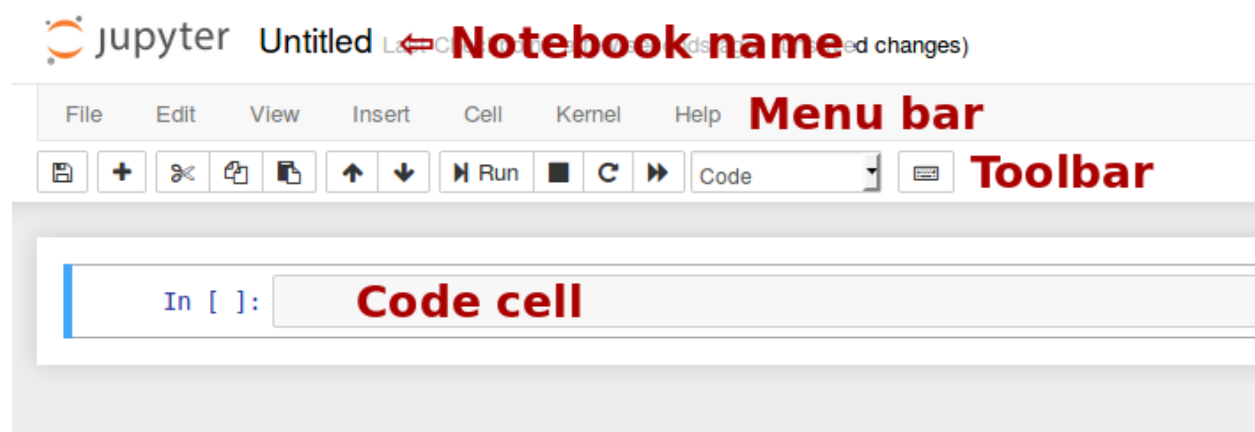 jupyter Untitled ⇐ Notebook name ed changes)
File Edit View Insert Cell Kernel Help Menu bar
Run Code Toolbar
In [ ]: Code cell